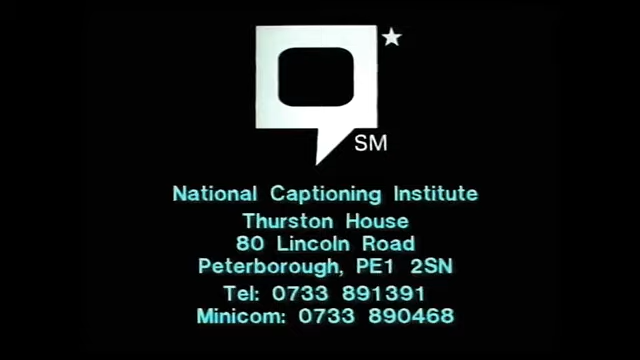 SM
National Captioning Institute
Thurston House
80 Lincoln Road
Peterborough, PE1 2SN
Tel: 0733 891391
Minicom: 0733 890468